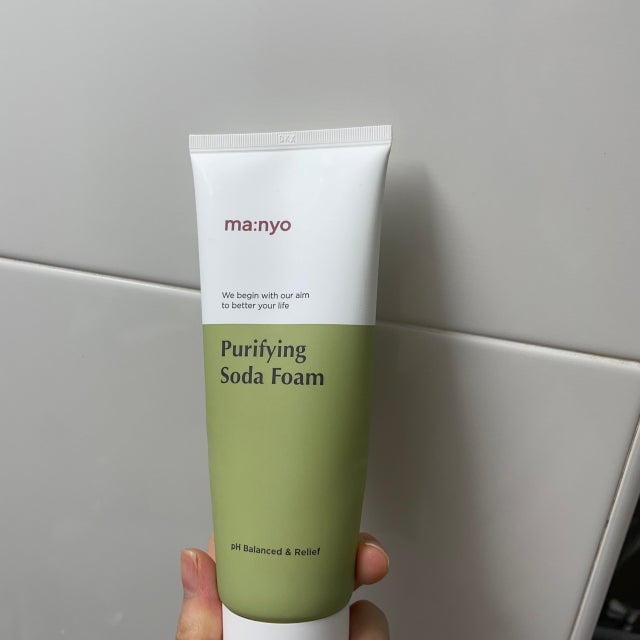 ma:nyo
We begin with our aim
to better your life
Purifying
Soda Foam
pH Balanced & Relief